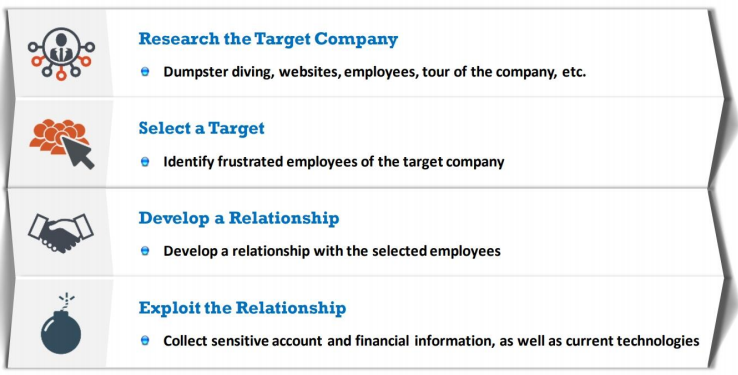 Research the Target Company
Dumpster diving, websites, employees, tour of the company, etc.
Select a Target
Identify frustrated employees of the target company
Develop a Relationship
Develop a relationship with the selected employees
Exploit the Relationship
Collect sensitive account and financial information, as well as current technologies